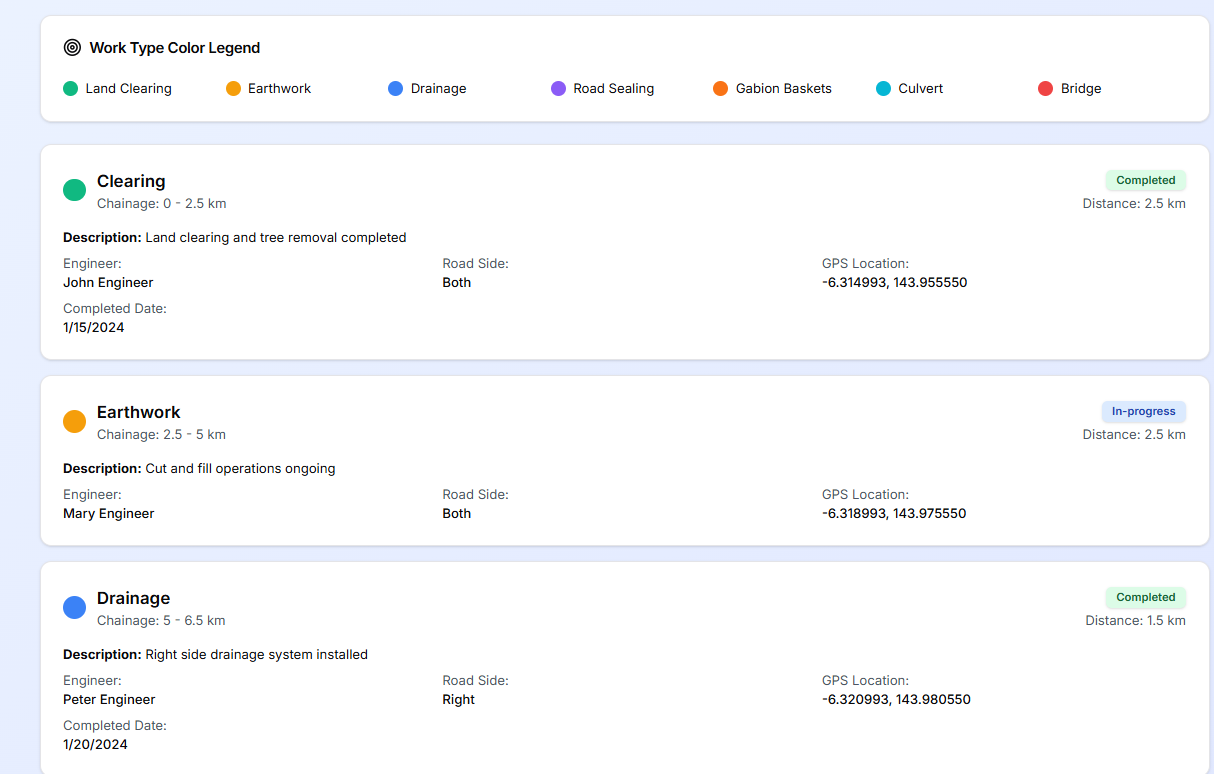 Work Type Color Legend
Land Clearing Earthwork Drainage Road Sealing Gabion Baskets Culvert Bridge
Clearing Completed
Chainage: 0 - 2.5 km Distance: 2.5 km
Description: Land clearing and tree removal completed
Engineer: Road Side: GPS Location:
John Engineer Both -6.314993, 143.955550
Completed Date:
1/15/2024
Earthwork In-progress
Chainage: 2.5 - 5 km Distance: 2.5 km
Description: Cut and fill operations ongoing
Engineer: Road Side: GPS Location:
Mary Engineer Both -6.318993, 143.975550
Drainage Completed
Chainage: 5 - 6.5 km Distance: 1.5 km
Description: Right side drainage system installed
Engineer: Road Side: GPS Location:
Peter Engineer Right -6.320993, 143.980550
Completed Date:
1/20/2024